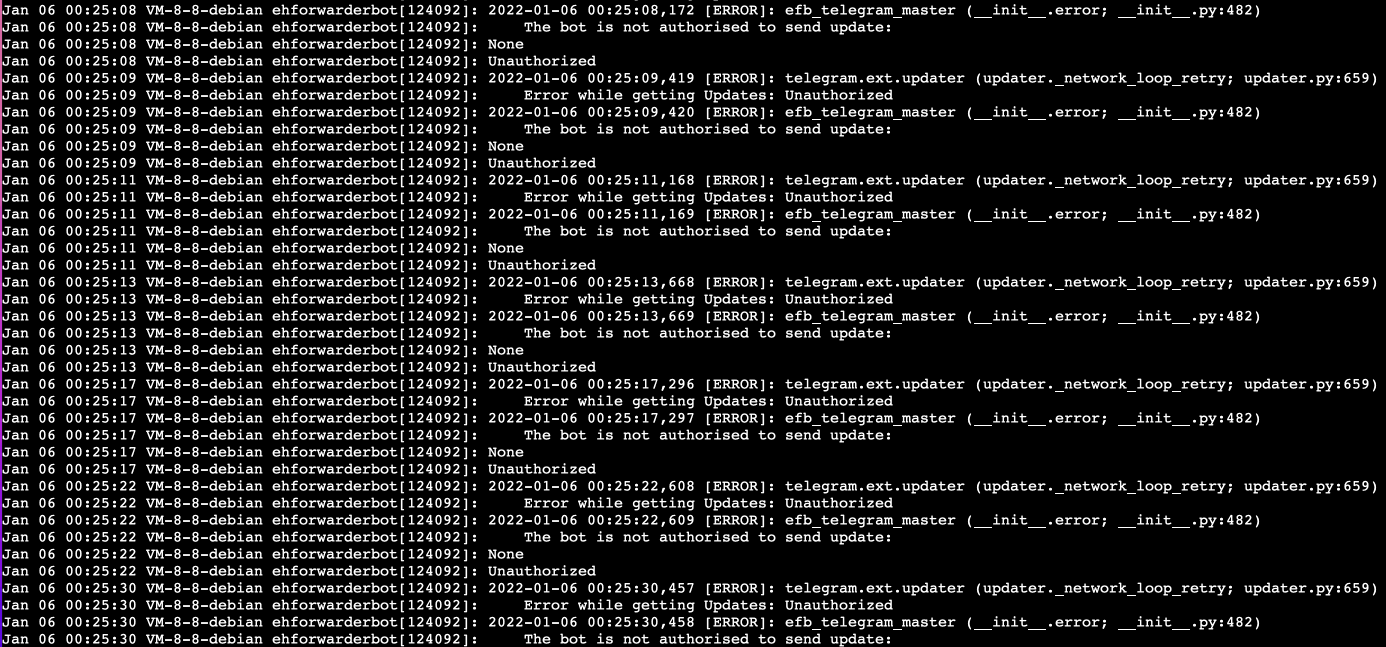 Jan 06 00:25:08 VM-8-8-debian ehforwarderbot[124092]: 2022-01-06 00:25:08,172 [ERROR]: efb_telegram_master (__init__.error; __init__.py:482)
Jan 06 00:25:08 VM-8-8-debian ehforwarderbot[124092]:     The bot is not authorised to send update:
Jan 06 00:25:08 VM-8-8-debian ehforwarderbot[124092]: None
Jan 06 00:25:08 VM-8-8-debian ehforwarderbot[124092]: Unauthorized
Jan 06 00:25:09 VM-8-8-debian ehforwarderbot[124092]: 2022-01-06 00:25:09,419 [ERROR]: telegram.ext.updater (updater._network_loop_retry; updater.py:659)
Jan 06 00:25:09 VM-8-8-debian ehforwarderbot[124092]:     Error while getting Updates: Unauthorized
Jan 06 00:25:09 VM-8-8-debian ehforwarderbot[124092]: 2022-01-06 00:25:09,420 [ERROR]: efb_telegram_master (__init__.error; __init__.py:482)
Jan 06 00:25:09 VM-8-8-debian ehforwarderbot[124092]:     The bot is not authorised to send update:
Jan 06 00:25:09 VM-8-8-debian ehforwarderbot[124092]: None
Jan 06 00:25:09 VM-8-8-debian ehforwarderbot[124092]: Unauthorized
Jan 06 00:25:11 VM-8-8-debian ehforwarderbot[124092]: 2022-01-06 00:25:11,168 [ERROR]: telegram.ext.updater (updater._network_loop_retry; updater.py:659)
Jan 06 00:25:11 VM-8-8-debian ehforwarderbot[124092]:     Error while getting Updates: Unauthorized
Jan 06 00:25:11 VM-8-8-debian ehforwarderbot[124092]: 2022-01-06 00:25:11,169 [ERROR]: efb_telegram_master (__init__.error; __init__.py:482)
Jan 06 00:25:11 VM-8-8-debian ehforwarderbot[124092]:     The bot is not authorised to send update:
Jan 06 00:25:11 VM-8-8-debian ehforwarderbot[124092]: None
Jan 06 00:25:11 VM-8-8-debian ehforwarderbot[124092]: Unauthorized
Jan 06 00:25:13 VM-8-8-debian ehforwarderbot[124092]: 2022-01-06 00:25:13,668 [ERROR]: telegram.ext.updater (updater._network_loop_retry; updater.py:659)
Jan 06 00:25:13 VM-8-8-debian ehforwarderbot[124092]:     Error while getting Updates: Unauthorized
Jan 06 00:25:13 VM-8-8-debian ehforwarderbot[124092]: 2022-01-06 00:25:13,669 [ERROR]: efb_telegram_master (__init__.error; __init__.py:482)
Jan 06 00:25:13 VM-8-8-debian ehforwarderbot[124092]:     The bot is not authorised to send update:
Jan 06 00:25:13 VM-8-8-debian ehforwarderbot[124092]: None
Jan 06 00:25:13 VM-8-8-debian ehforwarderbot[124092]: Unauthorized
Jan 06 00:25:17 VM-8-8-debian ehforwarderbot[124092]: 2022-01-06 00:25:17,296 [ERROR]: telegram.ext.updater (updater._network_loop_retry; updater.py:659)
Jan 06 00:25:17 VM-8-8-debian ehforwarderbot[124092]:     Error while getting Updates: Unauthorized
Jan 06 00:25:17 VM-8-8-debian ehforwarderbot[124092]: 2022-01-06 00:25:17,297 [ERROR]: efb_telegram_master (__init__.error; __init__.py:482)
Jan 06 00:25:17 VM-8-8-debian ehforwarderbot[124092]:     The bot is not authorised to send update:
Jan 06 00:25:17 VM-8-8-debian ehforwarderbot[124092]: None
Jan 06 00:25:17 VM-8-8-debian ehforwarderbot[124092]: Unauthorized
Jan 06 00:25:22 VM-8-8-debian ehforwarderbot[124092]: 2022-01-06 00:25:22,608 [ERROR]: telegram.ext.updater (updater._network_loop_retry; updater.py:659)
Jan 06 00:25:22 VM-8-8-debian ehforwarderbot[124092]:     Error while getting Updates: Unauthorized
Jan 06 00:25:22 VM-8-8-debian ehforwarderbot[124092]: 2022-01-06 00:25:22,609 [ERROR]: efb_telegram_master (__init__.error; __init__.py:482)
Jan 06 00:25:22 VM-8-8-debian ehforwarderbot[124092]:     The bot is not authorised to send update:
Jan 06 00:25:22 VM-8-8-debian ehforwarderbot[124092]: None
Jan 06 00:25:22 VM-8-8-debian ehforwarderbot[124092]: Unauthorized
Jan 06 00:25:30 VM-8-8-debian ehforwarderbot[124092]: 2022-01-06 00:25:30,457 [ERROR]: telegram.ext.updater (updater._network_loop_retry; updater.py:659)
Jan 06 00:25:30 VM-8-8-debian ehforwarderbot[124092]:     Error while getting Updates: Unauthorized
Jan 06 00:25:30 VM-8-8-debian ehforwarderbot[124092]: 2022-01-06 00:25:30,458 [ERROR]: efb_telegram_master (__init__.error; __init__.py:482)
Jan 06 00:25:30 VM-8-8-debian ehforwarderbot[124092]:     The bot is not authorised to send update: